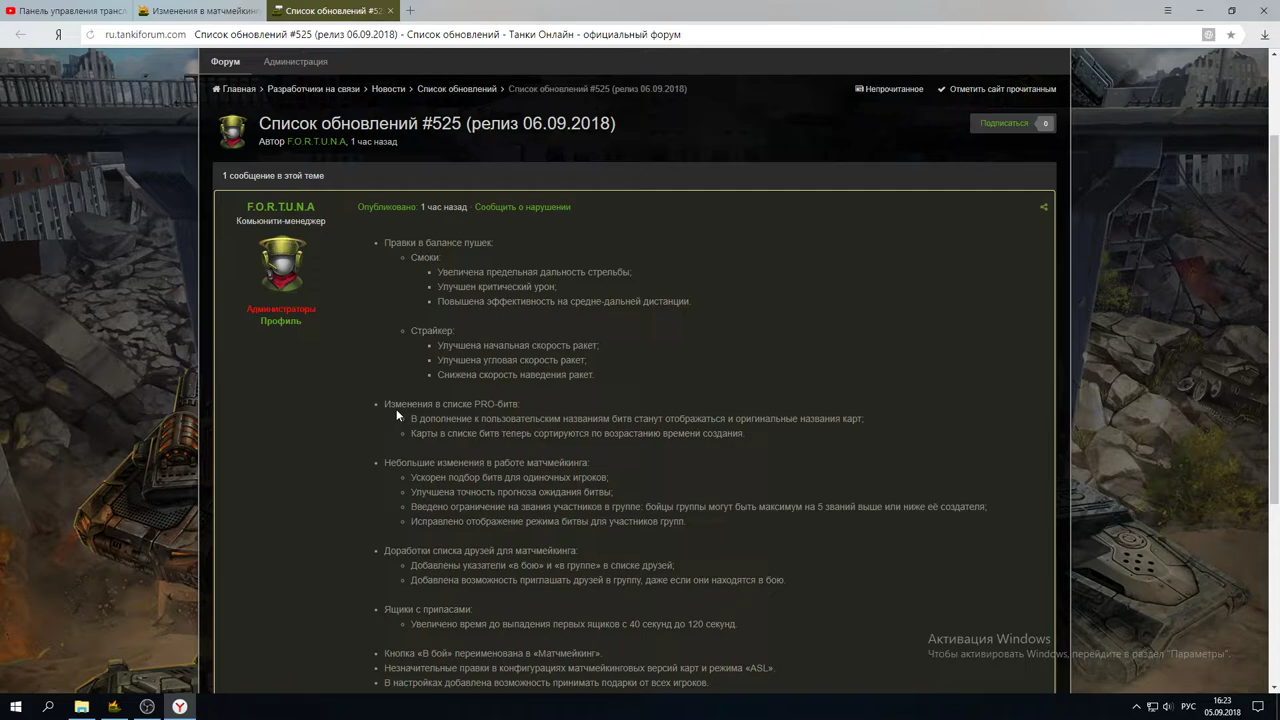 Панель управления трансл
Изменения в матчмейкинг
Список обновлений #52
ru.tankiforum.com Список обновлений #525 (релиз 06.09.2018) - Список обновлений - Танки Онлайн - официальный форум
Форум Администрация
Главная > Разработчики на связи > Новости > Список обновлений > Список обновлений #525 (релиз 06.09.2018)
Непрочитанное Отметить сайт прочитанным
Список обновлений #525 (релиз 06.09.2018)
Подписаться 0
Автор F.O.R.T.U.N.A, 1 час назад
1 сообщение в этой теме
F.O.R.T.U.N.A
Комьюнити-менеджер
Администраторы
Профиль
Опубликовано: 1 час назад · Сообщить о нарушении
• Правки в балансе пушек:
Смоки:
Увеличена предельная дальность стрельбы;
Улучшен критический урон;
Повышена эффективность на средне-дальней дистанции.
Страйкер:
Улучшена начальная скорость ракет;
Улучшена угловая скорость ракет;
Снижена скорость наведения ракет.
• Изменения в списке PRO-битв:
В дополнение к пользовательским названиям битв станут отображаться и оригинальные названия карт;
Карты в списке битв теперь сортируются по возрастанию времени создания.
• Небольшие изменения в работе матчмейкинга:
Ускорен подбор битв для одиночных игроков;
Улучшена точность прогноза ожидания битвы;
Введено ограничение на звания участников в группе: бойцы группы могут быть максимум на 5 званий выше или ниже её создателя;
Исправлено отображение режима битвы для участников групп.
• Доработки списка друзей для матчмейкинга:
Добавлены указатели «в бою» и «в группе» в списке друзей;
Добавлена возможность приглашать друзей в группу, даже если они находятся в бою.
• Ящики с припасами:
Увеличено время до выпадения первых ящиков с 40 секунд до 120 секунд.
• Кнопка «В бой» переименована в «Матчмейкинг».
• Незначительные правки в конфигурациях матчмейкинговых версий карт и режима «ASL».
• В настройках добавлена возможность принимать подарки от всех игроков.
Активация Windows
Чтобы активировать Windows, перейдите в раздел "Параметры".
РУС
16:23
05.09.2018